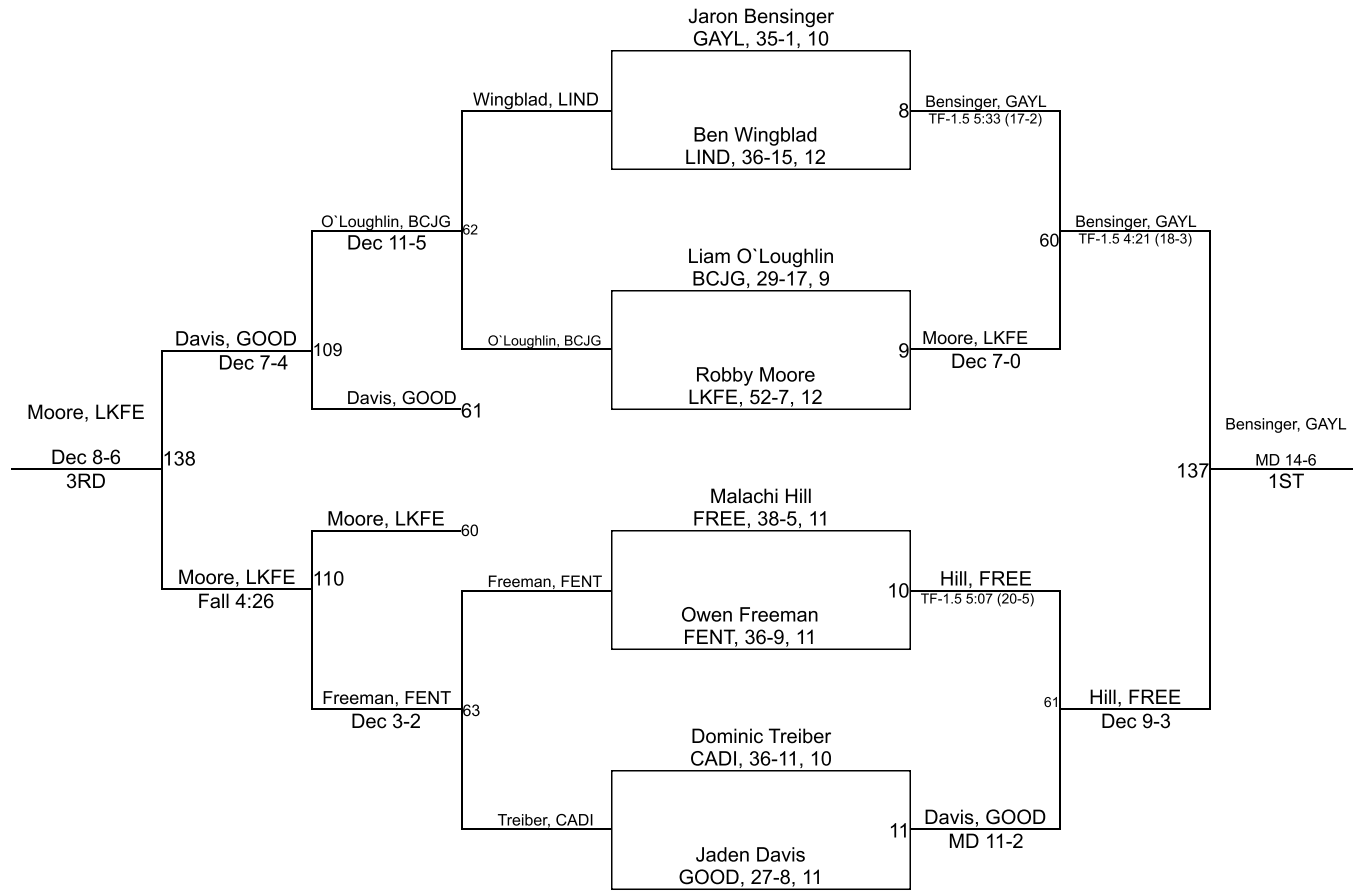 Jaron Bensinger
GAYL, 35-1, 10
Wingblad, LIND
8
Bensinger, GAYL
TF-1.5 5:33 (17-2)
Ben Wingblad
LIND, 36-15, 12
O`Loughlin, BCJG
Dec 11-5
62
60
Bensinger, GAYL
TF-1.5 4:21 (18-3)
Liam O`Loughlin
BCJG, 29-17, 9
Davis, GOOD
Dec 7-4
109
O`Loughlin, BCJG
9
Moore, LKFE
Dec 7-0
Robby Moore
LKFE, 52-7, 12
Davis, GOOD
61
Moore, LKFE
Dec 8-6
3RD
138
137
Bensinger, GAYL
MD 14-6
1ST
Malachi Hill
FREE, 38-5, 11
Moore, LKFE
60
Moore, LKFE
Fall 4:26
110
Freeman, FENT
10
Hill, FREE
TF-1.5 5:07 (20-5)
Owen Freeman
FENT, 36-9, 11
Freeman, FENT
Dec 3-2
63
61
Hill, FREE
Dec 9-3
Dominic Treiber
CADI, 36-11, 10
Treiber, CADI
11
Davis, GOOD
MD 11-2
Jaden Davis
GOOD, 27-8, 11